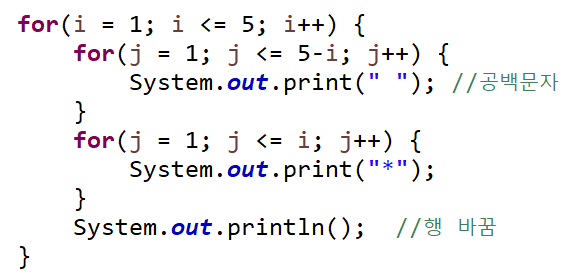 for(i = 1; i <= 5; i++) {
    for(j = 1; j <= 5-i; j++) {
        System.out.print(" "); //공백문자
    }
    for(j = 1; j <= i; j++) {
        System.out.print("*");
    }
    System.out.println();  //행 바꿈
}